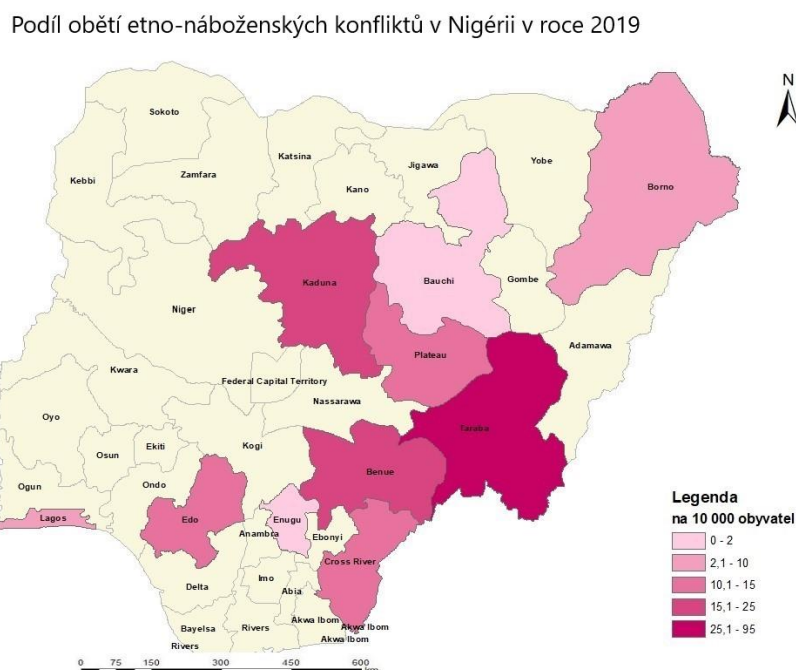 Podíl obětí etno-náboženských konfliktů v Nigérii v roce 2019
N
Sokoto
Katsina
Jigawa
Yobe
Kebbi
Zamfara
Kano
Borno
Kaduna
Bauchi
Gombe
Niger
Adamawa
Plateau
Kwara
Federal Capital Territory
Nassarawa
Oyo
Taraba
Osun
Ekiti
Kogi
Benue
Ogun
Ondo
Lagos
Edo
Enugu
Anambra
Ebonyi
Cross River
Delta
Imo
Abia
Akwa Ibom
Akwa Ibom
Akwa Ibom
Bayelsa
Rivers
Rivers
Legenda
na 10 000 obyvatel
0 - 2
2,1 - 10
10,1 - 15
15,1 - 25
25,1 - 95
0 75 150 300 450 600